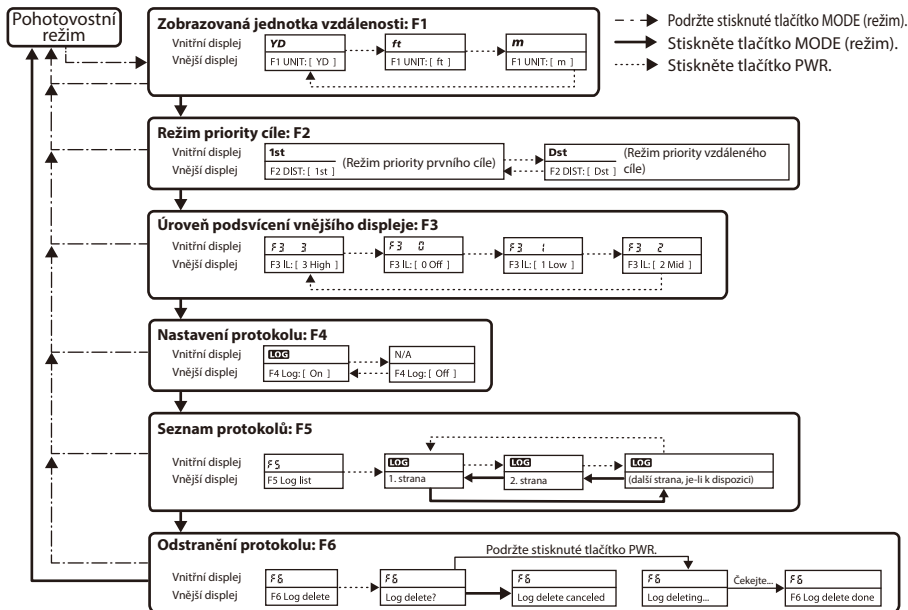 Pohotovostní
režim
Podržte stisknuté tlačítko MODE (režim).
Stiskněte tlačítko MODE (režim).
Stiskněte tlačítko PWR.
Zobrazovaná jednotka vzdálenosti: F1
Vnitřní displej YD ft m
Vnější displej F1 UNIT: [ YD ] F1 UNIT: [ ft ] F1 UNIT: [ m ]
Režim priority cíle: F2
Vnitřní displej 1st (Režim priority prvního cíle) Dst (Režim priority vzdáleného
Vnější displej F2 DIST: [ 1st ] F2 DIST: [ Dst ] cíle)
Úroveň podsvícení vnějšího displeje: F3
Vnitřní displej F3 3 F3 0 F3 1 F3 2
Vnější displej F3 IL: [ 3 High ] F3 IL: [ 0 Off ] F3 IL: [ 1 Low ] F3 IL: [ 2 Mid ]
Nastavení protokolu: F4
Vnitřní displej LOG N/A
Vnější displej F4 Log: [ On ] F4 Log: [ Off ]
Seznam protokolů: F5
Vnitřní displej F5 LOG LOG LOG
Vnější displej F5 Log list 1. strana 2. strana (další strana, je-li k dispozici)
Odstranění protokolu: F6
Podržte stisknuté tlačítko PWR.
Vnitřní displej F6 F6 F6 F6 Čekejte... F6
Vnější displej F6 Log delete Log delete? Log delete canceled Log deleting... F6 Log delete done